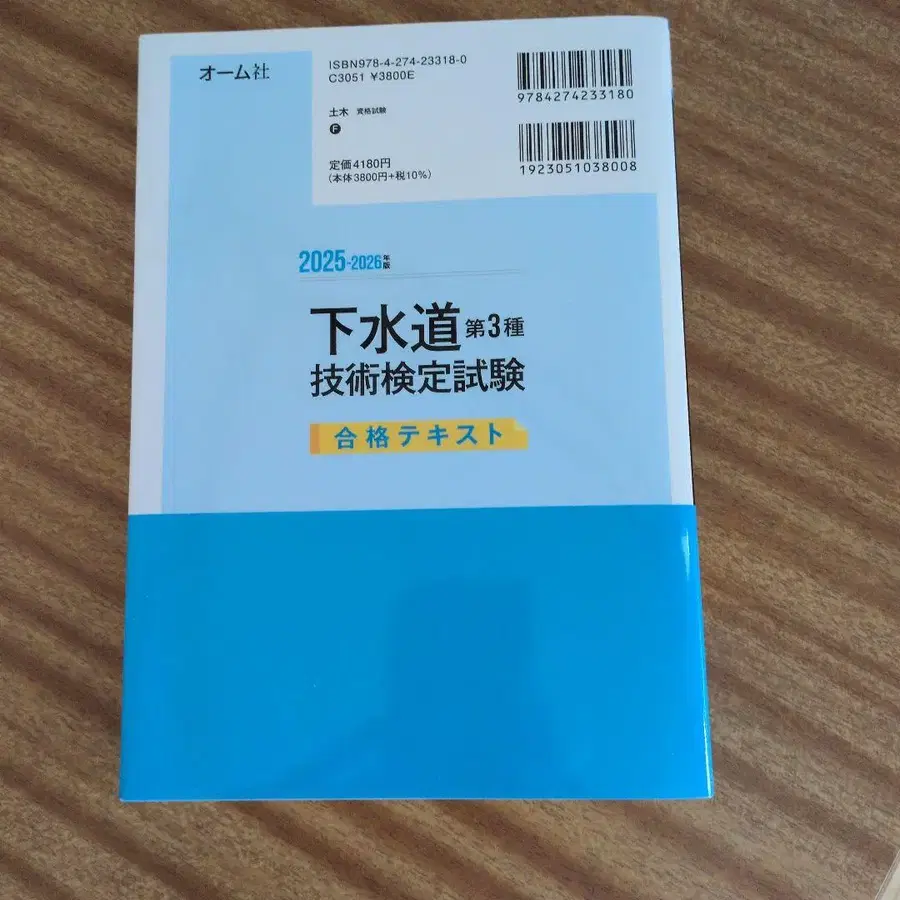 オーム社
ISBN978-4-274-23318-0
C3051 ¥3800E
土木 資格試験
F
定価4180円
(本体3800円+税10%)
9784274233180
1923051038008
2025-2026年版
下水道 第3種
技術検定試験
合格テキスト